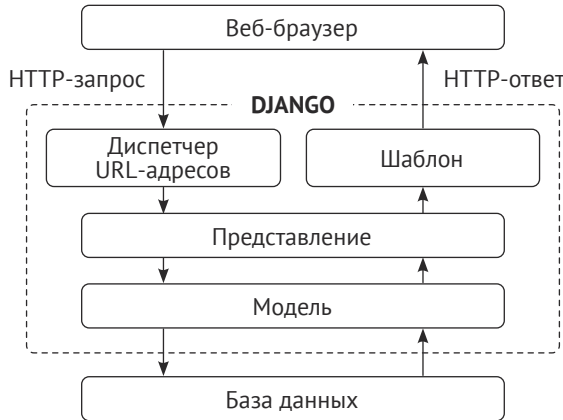 Веб-браузер
HTTP-запрос
HTTP-ответ
DJANGO
Диспетчер
URL-адресов
Шаблон
Представление
Модель
База данных